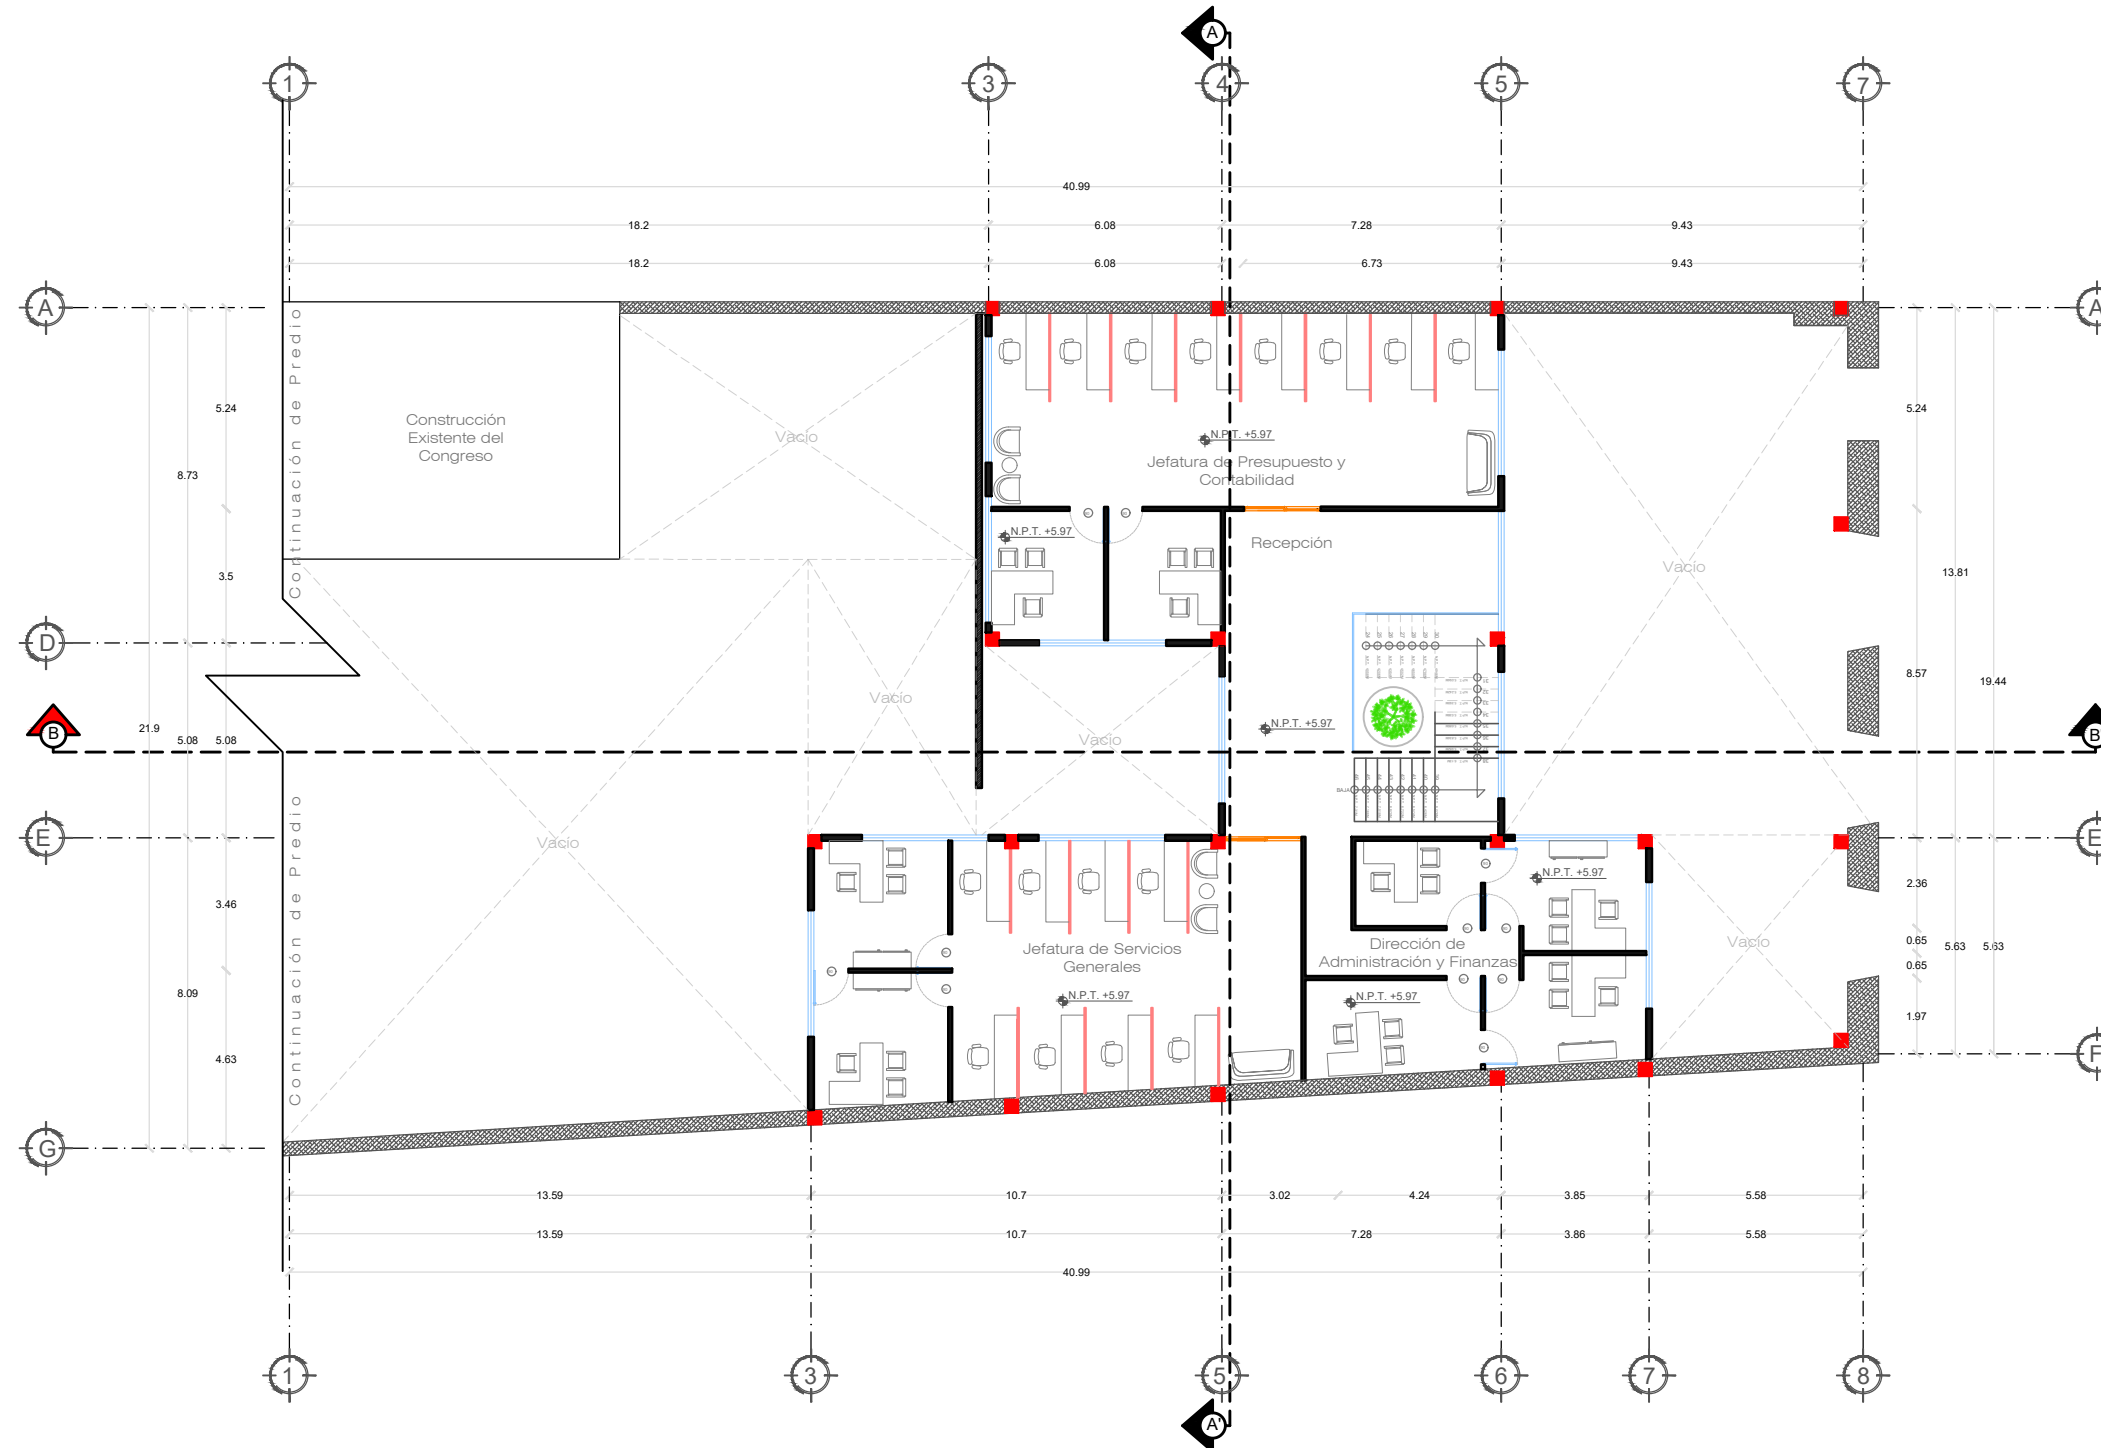 A
1
3
4
5
7
40.99
18.2
6.08
7.28
9.43
18.2
6.08
6.73
9.43
A
A
Continuación de Predio
Construcción
Existente del
Congreso
Vacío
N.P.T. +5.97
Jefatura de Presupuesto y
Contabilidad
5.24
5.24
8.73
N.P.T. +5.97
Recepción
Vacío
3.5
13.81
D
Vacío
8.57
19.44
B
21.9
5.08
5.08
Vacío
N.P.T. +5.97
B
BAJA
E
E
Continuación de Predio
Vacío
3.46
N.P.T. +5.97
2.36
Jefatura de Servicios
Generales
Dirección de
Administración y Finanzas
Vacío
0.65
5.63
5.63
0.65
8.09
N.P.T. +5.97
N.P.T. +5.97
1.97
4.63
F
G
13.59
10.7
3.02
4.24
3.85
5.58
13.59
10.7
7.28
3.86
5.58
40.99
1
3
5
6
7
8
A'